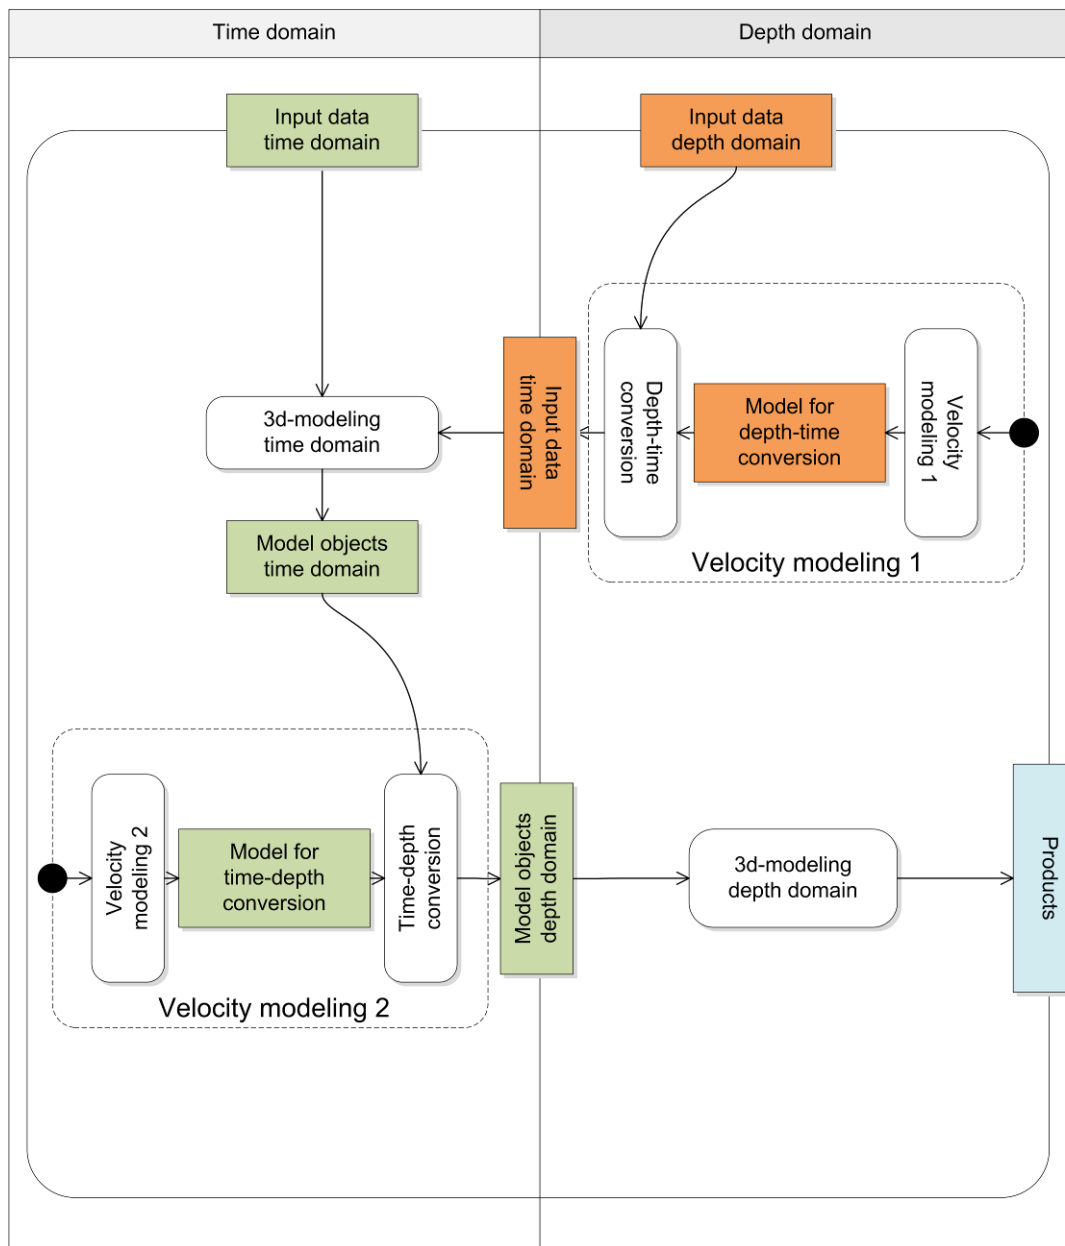 Time domain
Depth domain
Input data
time domain
Input data
depth domain
3d-modeling
time domain
Input data
time domain
Depth-time
conversion
Model for
depth-time
conversion
Velocity
modeling 1
Velocity modeling 1
Model objects
time domain
Velocity
modeling 2
Model for
time-depth
conversion
Time-depth
conversion
Velocity modeling 2
Model objects
depth domain
3d-modeling
depth domain
Products